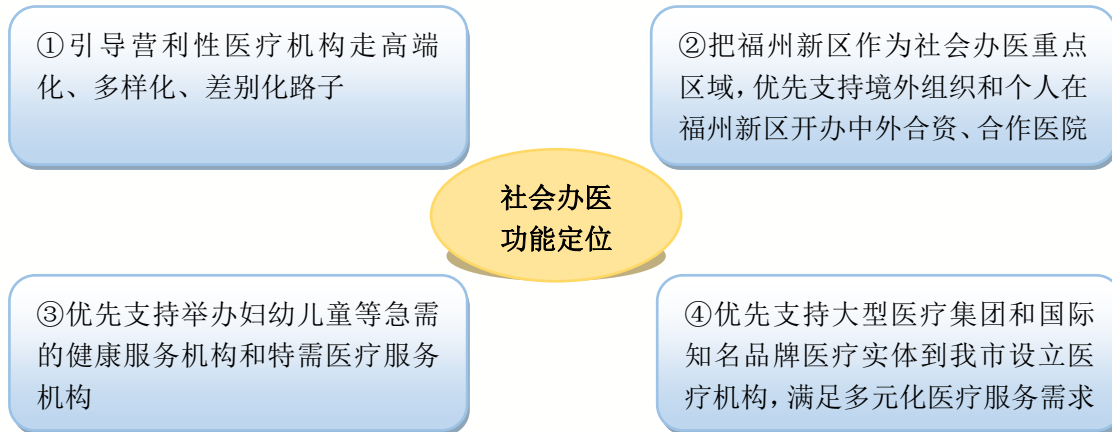 ①引导营利性医疗机构走高端
化、多样化、差别化路子
②把福州新区作为社会办医重点
区域，优先支持境外组织和个人在
福州新区开办中外合资、合作医院
社会办医
功能定位
③优先支持举办妇幼儿童等急需
的健康服务机构和特需医疗服务
机构
④优先支持大型医疗集团和国际
知名品牌医疗实体到我市设立医
疗机构，满足多元化医疗服务需求